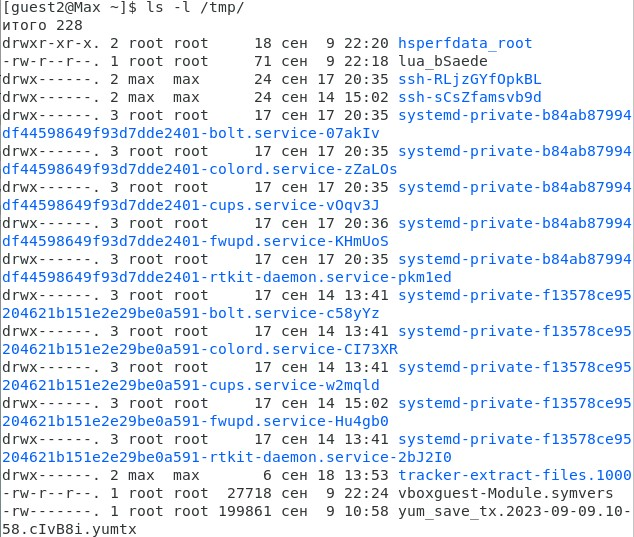 [guest2@Max ~]$ ls -l /tmp/
итого 228
drwxr-xr-x. 2 root root     18 сен  9 22:20 hsperfdata_root
-rw-r--r--. 1 root root     71 сен  9 22:18 lua_bSaede
drwx------. 2 max  max      24 сен 17 20:35 ssh-RLjzGYfOpkBL
drwx------. 2 max  max      24 сен 14 15:02 ssh-sCsZfamsvb9d
drwx------. 3 root root     17 сен 17 20:35 systemd-private-b84ab87994
df44598649f93d7dde2401-bolt.service-07akIv
drwx------. 3 root root     17 сен 17 20:35 systemd-private-b84ab87994
df44598649f93d7dde2401-colord.service-zZaLOs
drwx------. 3 root root     17 сен 17 20:35 systemd-private-b84ab87994
df44598649f93d7dde2401-cups.service-vOqv3J
drwx------. 3 root root     17 сен 17 20:36 systemd-private-b84ab87994
df44598649f93d7dde2401-fwupd.service-KHmUoS
drwx------. 3 root root     17 сен 17 20:35 systemd-private-b84ab87994
df44598649f93d7dde2401-rtkit-daemon.service-pkm1ed
drwx------. 3 root root     17 сен 14 13:41 systemd-private-f13578ce95
204621b151e2e29be0a591-bolt.service-c58yYz
drwx------. 3 root root     17 сен 14 13:41 systemd-private-f13578ce95
204621b151e2e29be0a591-colord.service-CI73XR
drwx------. 3 root root     17 сен 14 13:41 systemd-private-f13578ce95
204621b151e2e29be0a591-cups.service-w2mqld
drwx------. 3 root root     17 сен 14 15:02 systemd-private-f13578ce95
204621b151e2e29be0a591-fwupd.service-Hu4gb0
drwx------. 3 root root     17 сен 14 13:41 systemd-private-f13578ce95
204621b151e2e29be0a591-rtkit-daemon.service-2bJ2I0
drwx------. 2 max  max       6 сен 18 13:53 tracker-extract-files.1000
-rw-r--r--. 1 root root  27718 сен  9 22:24 vboxguest-Module.symvers
-rw-------. 1 root root 199861 сен  9 10:58 yum_save_tx.2023-09-09.10-
58.cIvB8i.yumtx